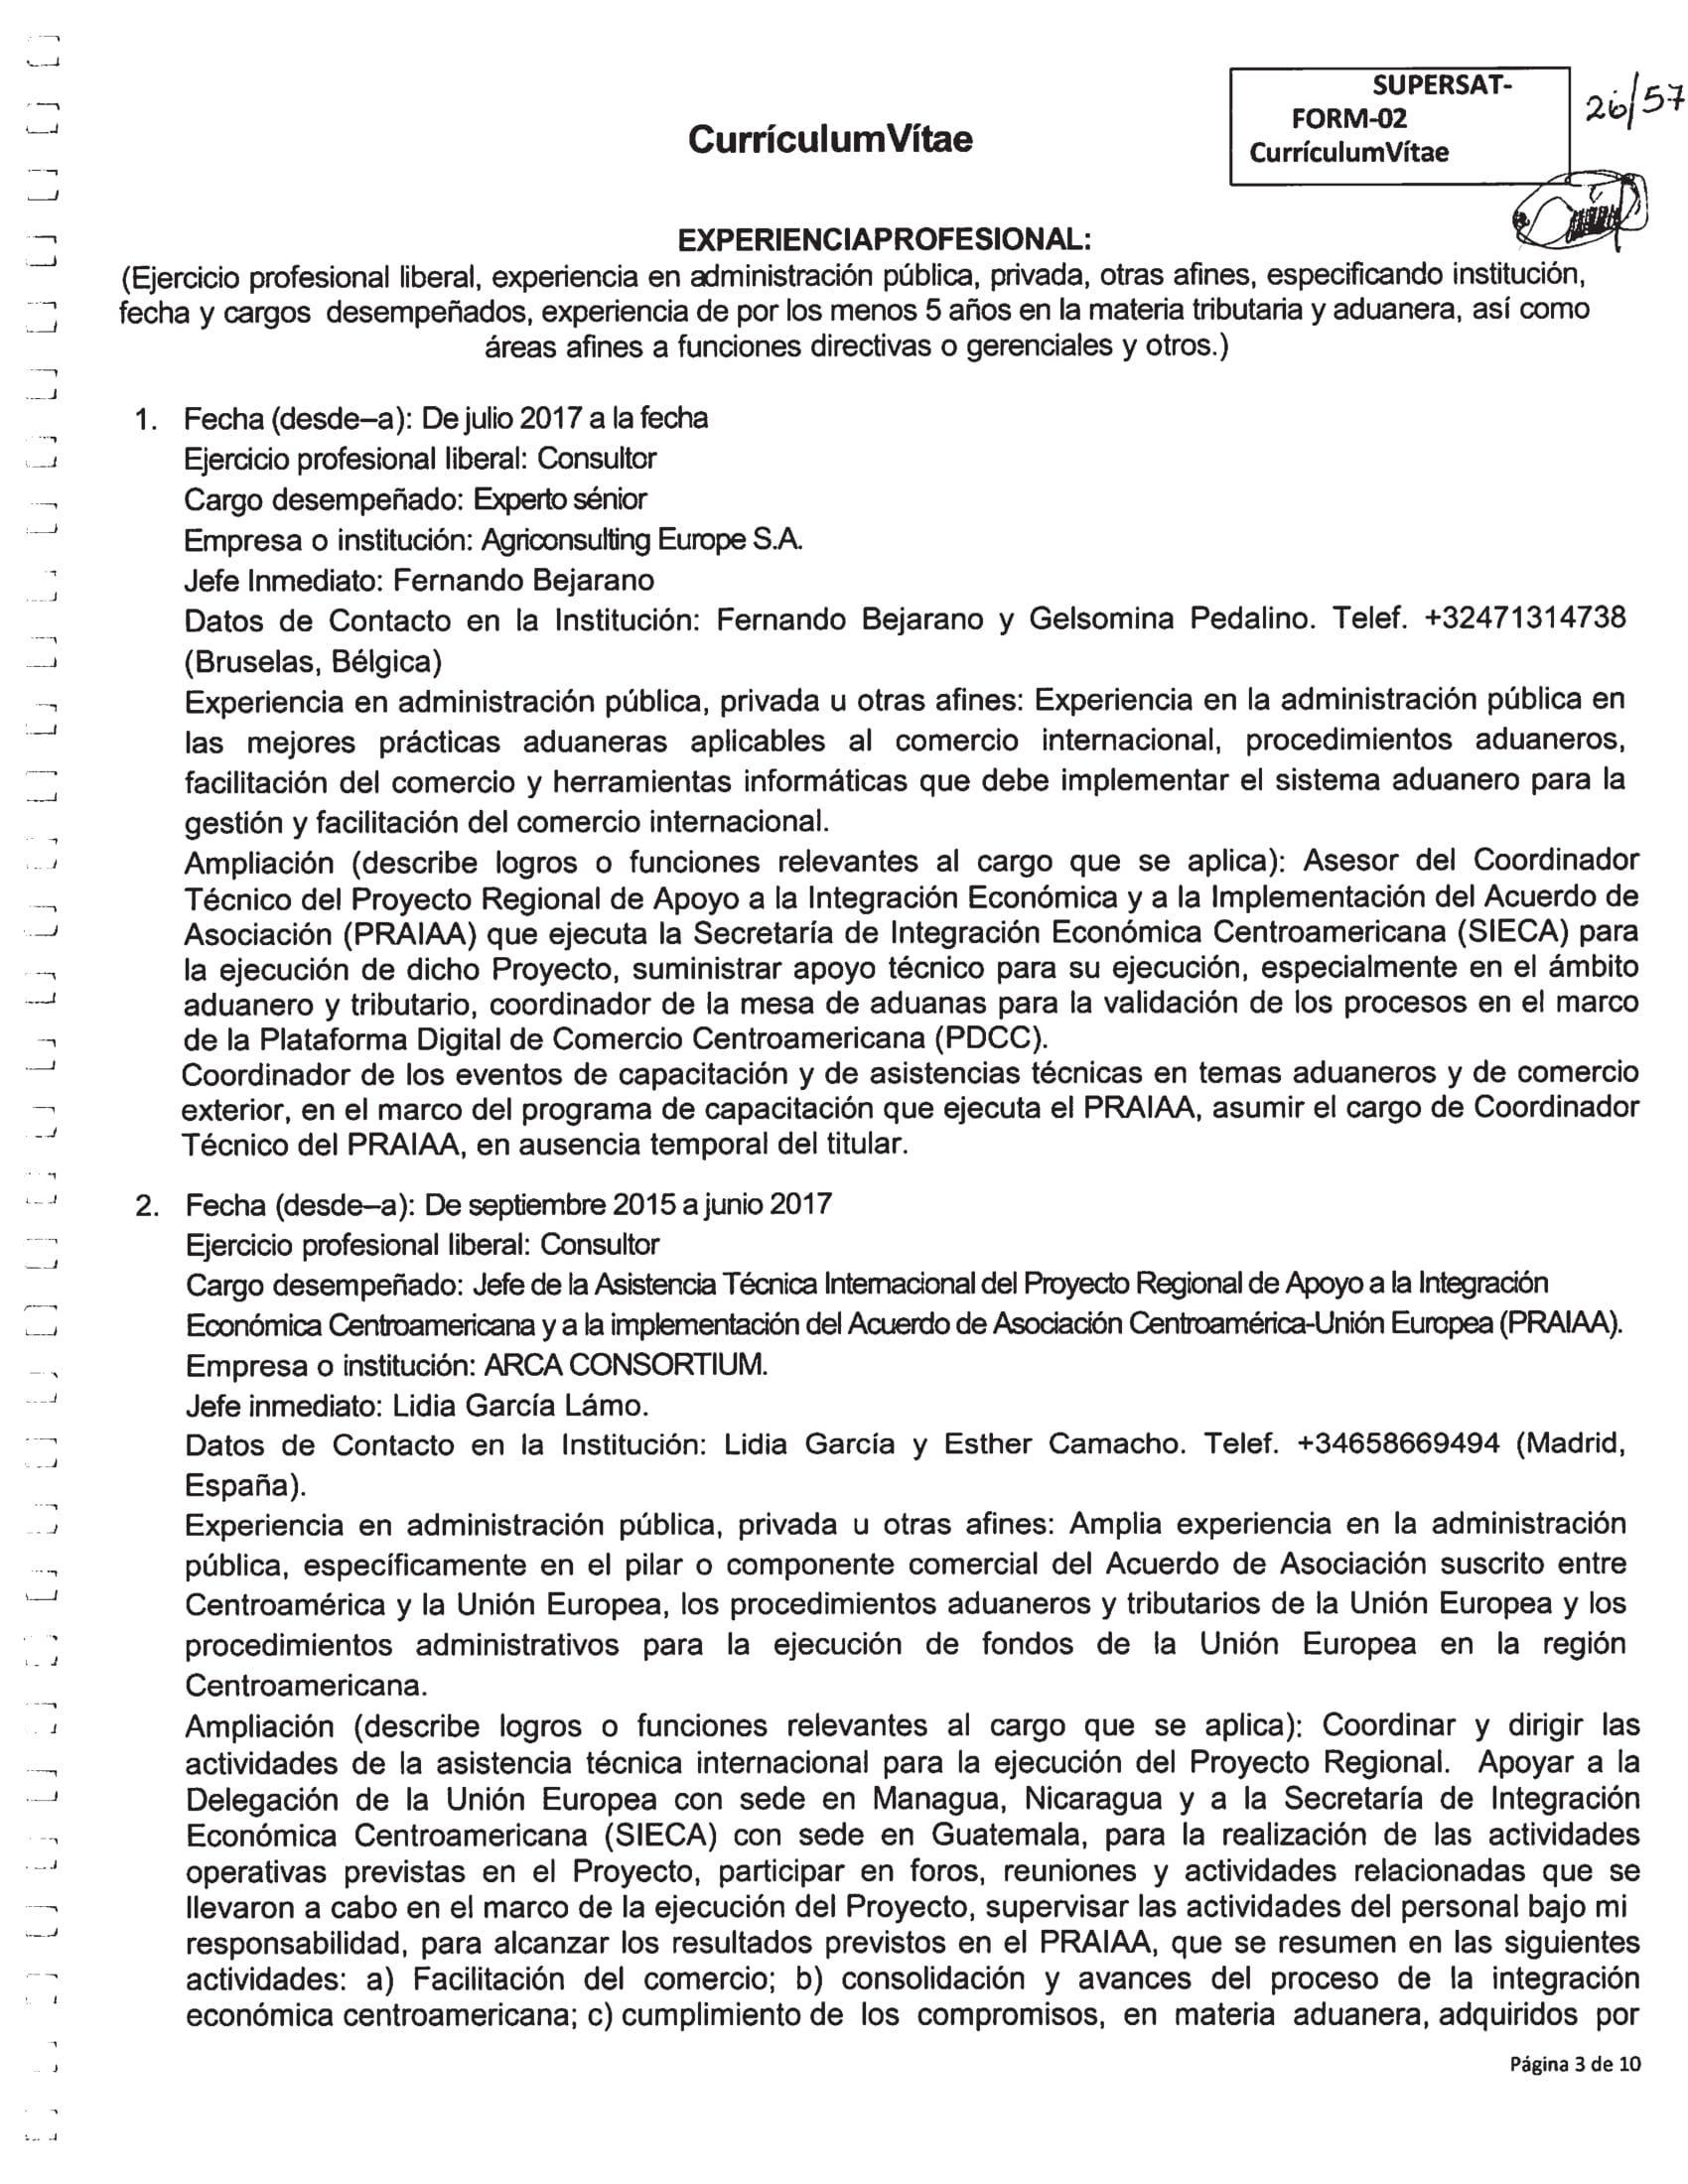 SUPERSAT-
FORM-02
CurrículumVítae
26/57
CurrículumVítae
EXPERIENCIAPROFESIONAL:
(Ejercicio profesional liberal, experiencia en administración pública, privada, otras afines, especificando institución,
fecha y cargos desempeñados, experiencia de por los menos 5 años en la materia tributaria y aduanera, así como
áreas afines a funciones directivas o gerenciales y otros.)
1. Fecha (desde–a): De julio 2017 a la fecha
Ejercicio profesional liberal: Consultor
Cargo desempeñado: Experto sénior
Empresa o institución: Agriconsulting Europe S.A.
Jefe Inmediato: Fernando Bejarano
Datos de Contacto en la Institución: Fernando Bejarano y Gelsomina Pedalino. Telef. +32471314738
(Bruselas, Bélgica)
Experiencia en administración pública, privada u otras afines: Experiencia en la administración pública en
las mejores prácticas aduaneras aplicables al comercio internacional, procedimientos aduaneros,
facilitación del comercio y herramientas informáticas que debe implementar el sistema aduanero para la
gestión y facilitación del comercio internacional.
Ampliación (describe logros o funciones relevantes al cargo que se aplica): Asesor del Coordinador
Técnico del Proyecto Regional de Apoyo a la Integración Económica y a la Implementación del Acuerdo de
Asociación (PRAIAA) que ejecuta la Secretaría de Integración Económica Centroamericana (SIECA) para
la ejecución de dicho Proyecto, suministrar apoyo técnico para su ejecución, especialmente en el ámbito
aduanero y tributario, coordinador de la mesa de aduanas para la validación de los procesos en el marco
de la Plataforma Digital de Comercio Centroamericana (PDCC).
Coordinador de los eventos de capacitación y de asistencias técnicas en temas aduaneros y de comercio
exterior, en el marco del programa de capacitación que ejecuta el PRAIAA, asumir el cargo de Coordinador
Técnico del PRAIAA, en ausencia temporal del titular.
2. Fecha (desde–a): De septiembre 2015 a junio 2017
Ejercicio profesional liberal: Consultor
Cargo desempeñado: Jefe de la Asistencia Técnica Internacional del Proyecto Regional de Apoyo a la Integración
Económica Centroamericana y a la implementación del Acuerdo de Asociación Centroamérica-Unión Europea (PRAIAA).
Empresa o institución: ARCA CONSORTIUM.
Jefe inmediato: Lidia García Lámo.
Datos de Contacto en la Institución: Lidia García y Esther Camacho. Telef. +34658669494 (Madrid,
España).
Experiencia en administración pública, privada u otras afines: Amplia experiencia en la administración
pública, específicamente en el pilar o componente comercial del Acuerdo de Asociación suscrito entre
Centroamérica y la Unión Europea, los procedimientos aduaneros y tributarios de la Unión Europea y los
procedimientos administrativos para la ejecución de fondos de la Unión Europea en la región
Centroamericana.
Ampliación (describe logros o funciones relevantes al cargo que se aplica): Coordinar y dirigir las
actividades de la asistencia técnica internacional para la ejecución del Proyecto Regional. Apoyar a la
Delegación de la Unión Europea con sede en Managua, Nicaragua y a la Secretaría de Integración
Económica Centroamericana (SIECA) con sede en Guatemala, para la realización de las actividades
operativas previstas en el Proyecto, participar en foros, reuniones y actividades relacionadas que se
llevaron a cabo en el marco de la ejecución del Proyecto, supervisar las actividades del personal bajo mi
responsabilidad, para alcanzar los resultados previstos en el PRAIAA, que se resumen en las siguientes
actividades: a) Facilitación del comercio; b) consolidación y avances del proceso de la integración
económica centroamericana; c) cumplimiento de los compromisos, en materia aduanera, adquiridos por
Página 3 de 10